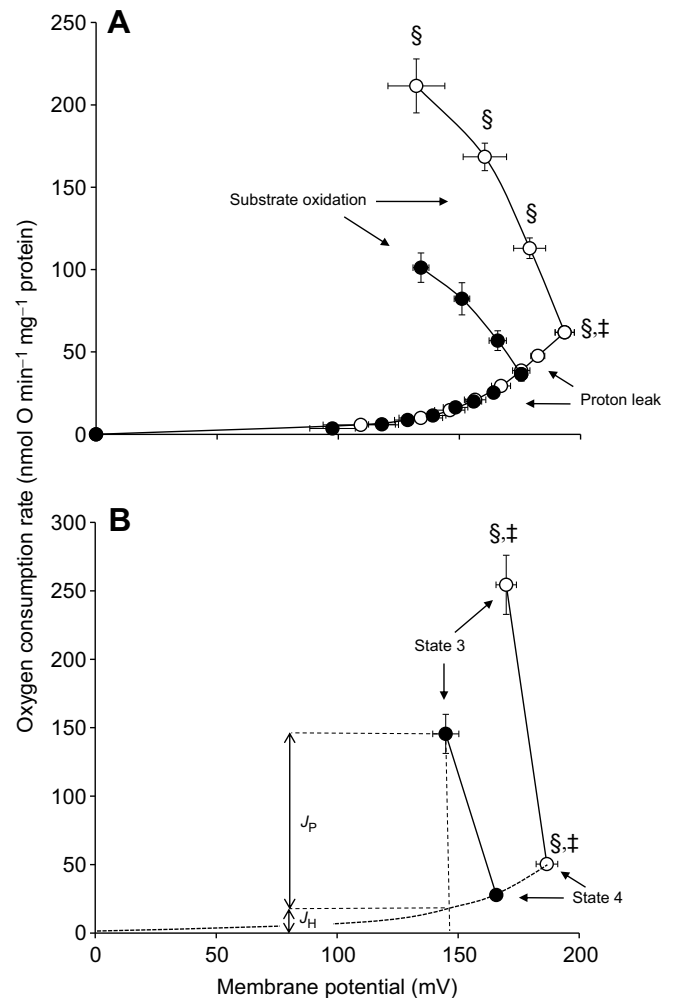 A
250
200
150
100
50
0
§
§
§
§,‡
Substrate oxidation
Proton leak
Oxygen consumption rate (nmol O min⁻¹ mg⁻¹ protein)
B
300
250
200
150
100
50
0
§,‡
State 3
J_P
J_H
§,‡
State 4
0
50
100
150
200
Membrane potential (mV)